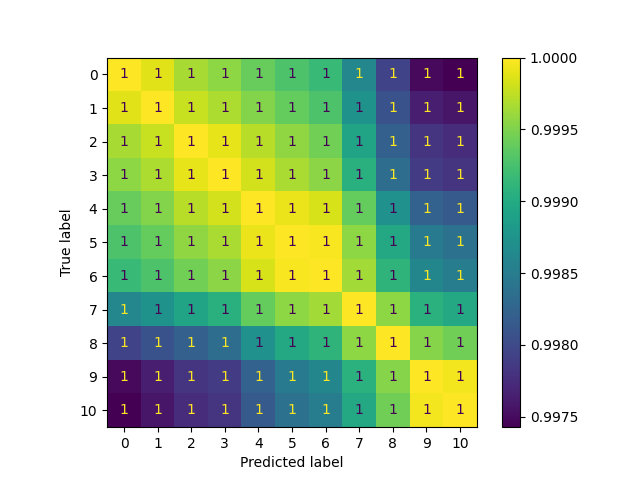 0 1 1 1 1 1 1 1 1 1 1 1
1 1 1 1 1 1 1 1 1 1 1 1
2 1 1 1 1 1 1 1 1 1 1 1
3 1 1 1 1 1 1 1 1 1 1 1
4 1 1 1 1 1 1 1 1 1 1 1
5 1 1 1 1 1 1 1 1 1 1 1
6 1 1 1 1 1 1 1 1 1 1 1
7 1 1 1 1 1 1 1 1 1 1 1
8 1 1 1 1 1 1 1 1 1 1 1
9 1 1 1 1 1 1 1 1 1 1 1
10 1 1 1 1 1 1 1 1 1 1 1
0 1 2 3 4 5 6 7 8 9 10
True label
Predicted label
1.0000
0.9995
0.9990
0.9985
0.9980
0.9975